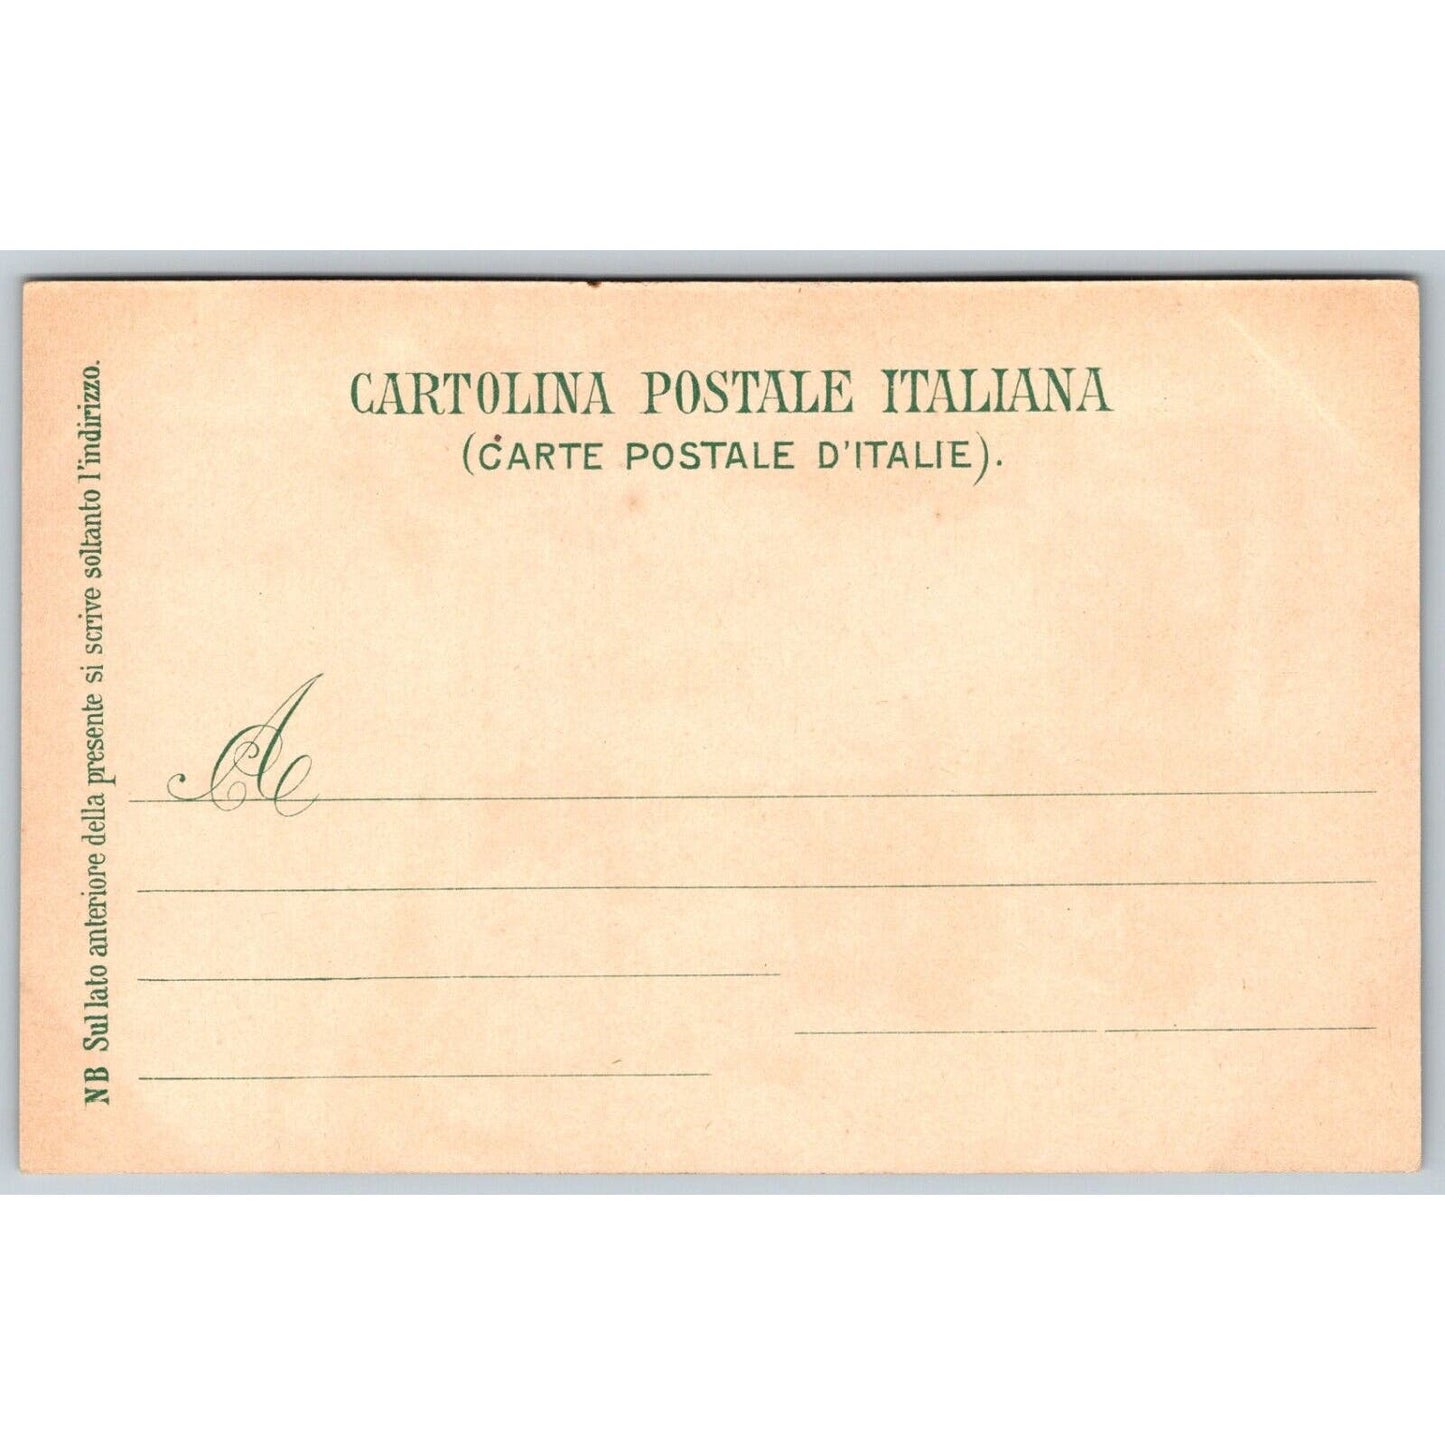 CARTOLINA POSTALE ITALIANA
(CARTE POSTALE D'ITALIE).
A
NB Sul lato anteriore della presente si scrive soltanto l'indirizzo.